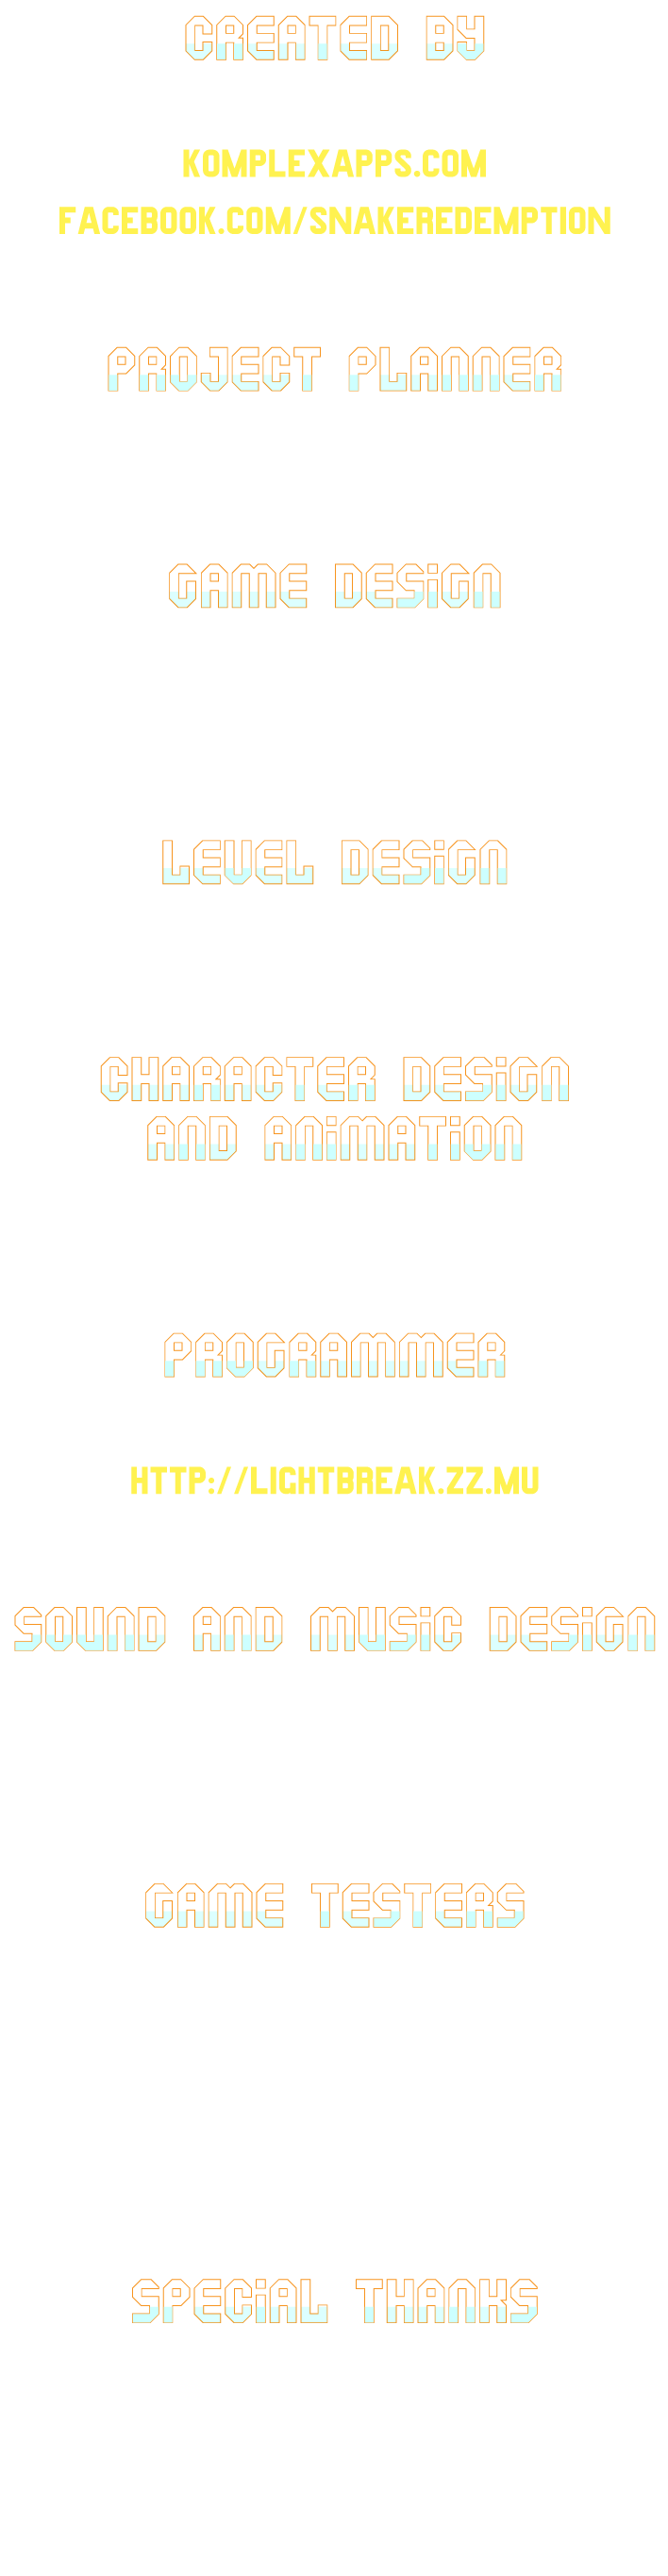 CREATED BY
KOMPLEXAPPS.COM
FACEBOOK.COM/SNAKEREDEMPTION
PROJECT PLANNER
GAME DESiGN
LEVEL DESiGN
CHARACTER DESiGN
AND ANiMATiON
PROGRAMMER
HTTP://LIGHTBREAK.ZZ.MU
SOUND AND MUSiC DESiGN
GAME TESTERS
SPECiAL THANKS